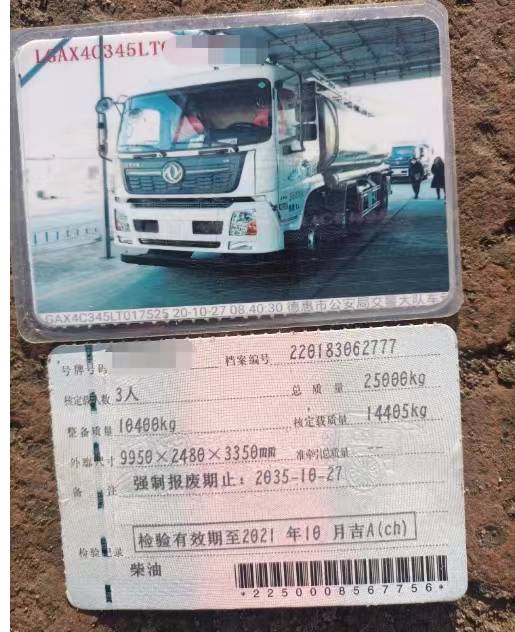 LGAX4C345LT0
LGAX4C345LT017525 20-10-27 08:40:30 德惠市公安局交警大队车
号牌号码
档案编号 220183062777
核定载人数 3人
总质量 25000kg
整备质量 10400kg
核定载质量 14405kg
外廓尺寸 9950×2480×3350mm
准牵引总质量 --
备注 强制报废期止：2035-10-27
检验有效期至2021 年10 月吉A(ch)
检验记录
柴油
*2250008567756*